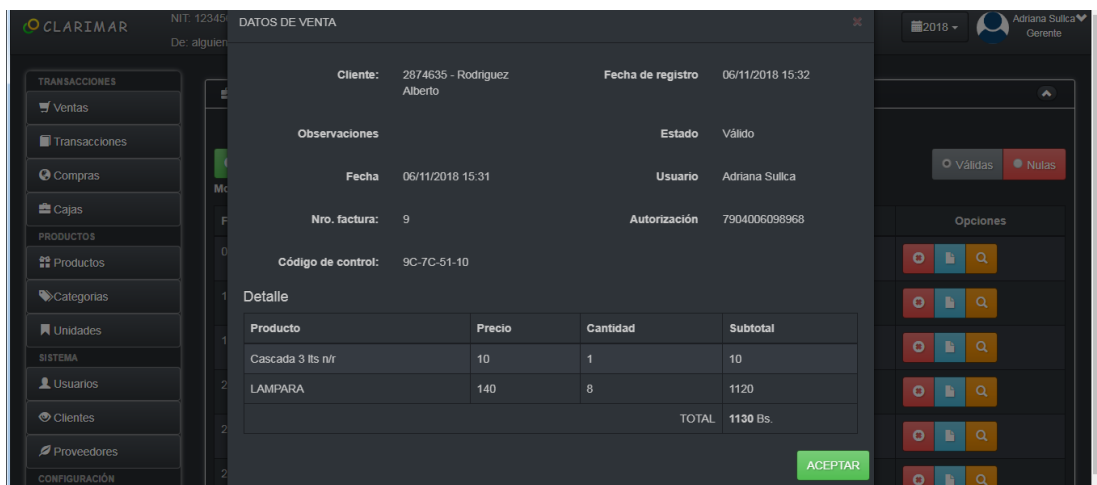 CLARIMAR
NIT: 12345
De: alguien
DATOS DE VENTA
2018
Adriana Sullca
Gerente
TRANSACCIONES
Ventas
Transacciones
Compras
Cajas
PRODUCTOS
Productos
Categorias
Unidades
SISTEMA
Usuarios
Clientes
Proveedores
CONFIGURACIÓN
Cliente: 2874635 - Rodriguez Alberto
Fecha de registro 06/11/2018 15:32
Observaciones
Estado Válido
Fecha 06/11/2018 15:31
Usuario Adriana Sullca
Nro. factura: 9
Autorización 7904006098968
Código de control: 9C-7C-51-10
Detalle
Producto Precio Cantidad Subtotal
Cascada 3 lts n/r 10 1 10
LAMPARA 140 8 1120
TOTAL 1130 Bs.
ACEPTAR
Válidas
Nulas
Opciones